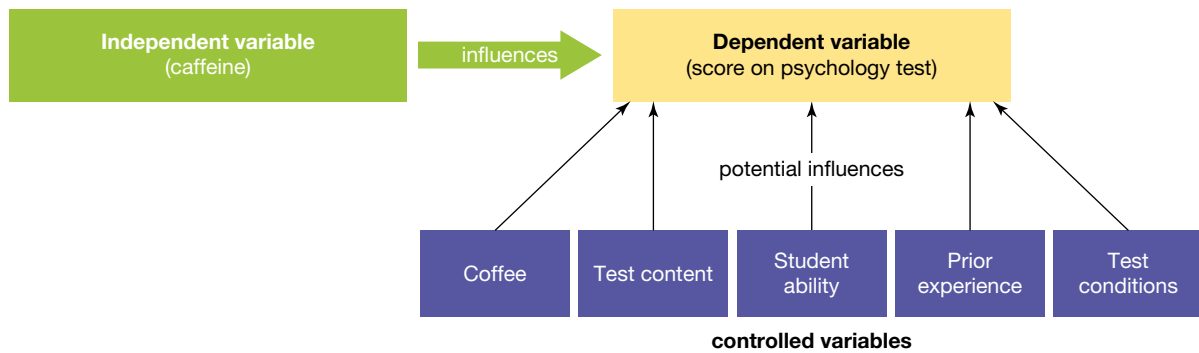 Independent variable
(caffeine)
influences
Dependent variable
(score on psychology test)
potential influences
Coffee
Test content
Student
ability
Prior
experience
Test
conditions
controlled variables